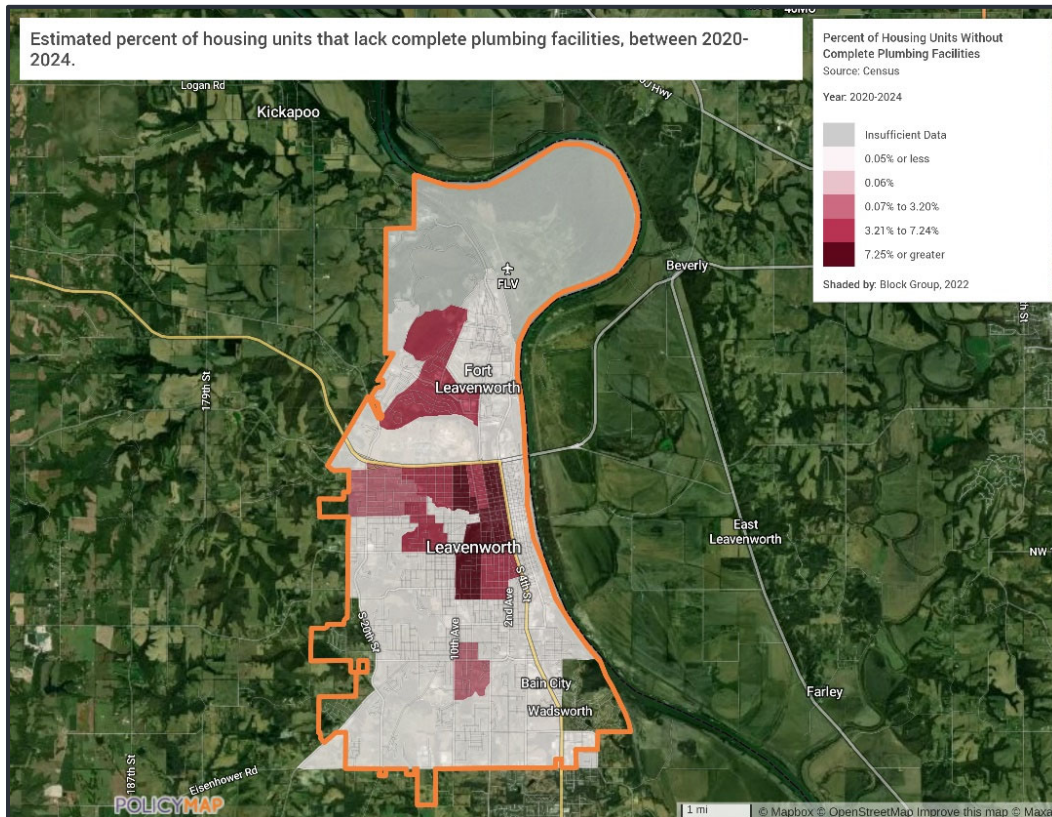 40MO
Estimated percent of housing units that lack complete plumbing facilities, between 2020-
2024.
Percent of Housing Units Without
Complete Plumbing Facilities
Source: Census
Year: 2020-2024
Insufficient Data
0.05% or less
0.06%
0.07% to 3.20%
3.21% to 7.24%
7.25% or greater
Shaded by: Block Group, 2022
Logan Rd
Hwy
Kickapoo
Beverly
FLV
179th St
Fort
Leavenworth
Leavenworth
East
Leavenworth
NW
S 4th St
2nd Ave
10th Ave
S 20th St
Bain City
Wadsworth
Farley
187th St
Eisenhower Rd
POLICYMAP
1 mi
© Mapbox © OpenStreetMap Improve this map © Maxa